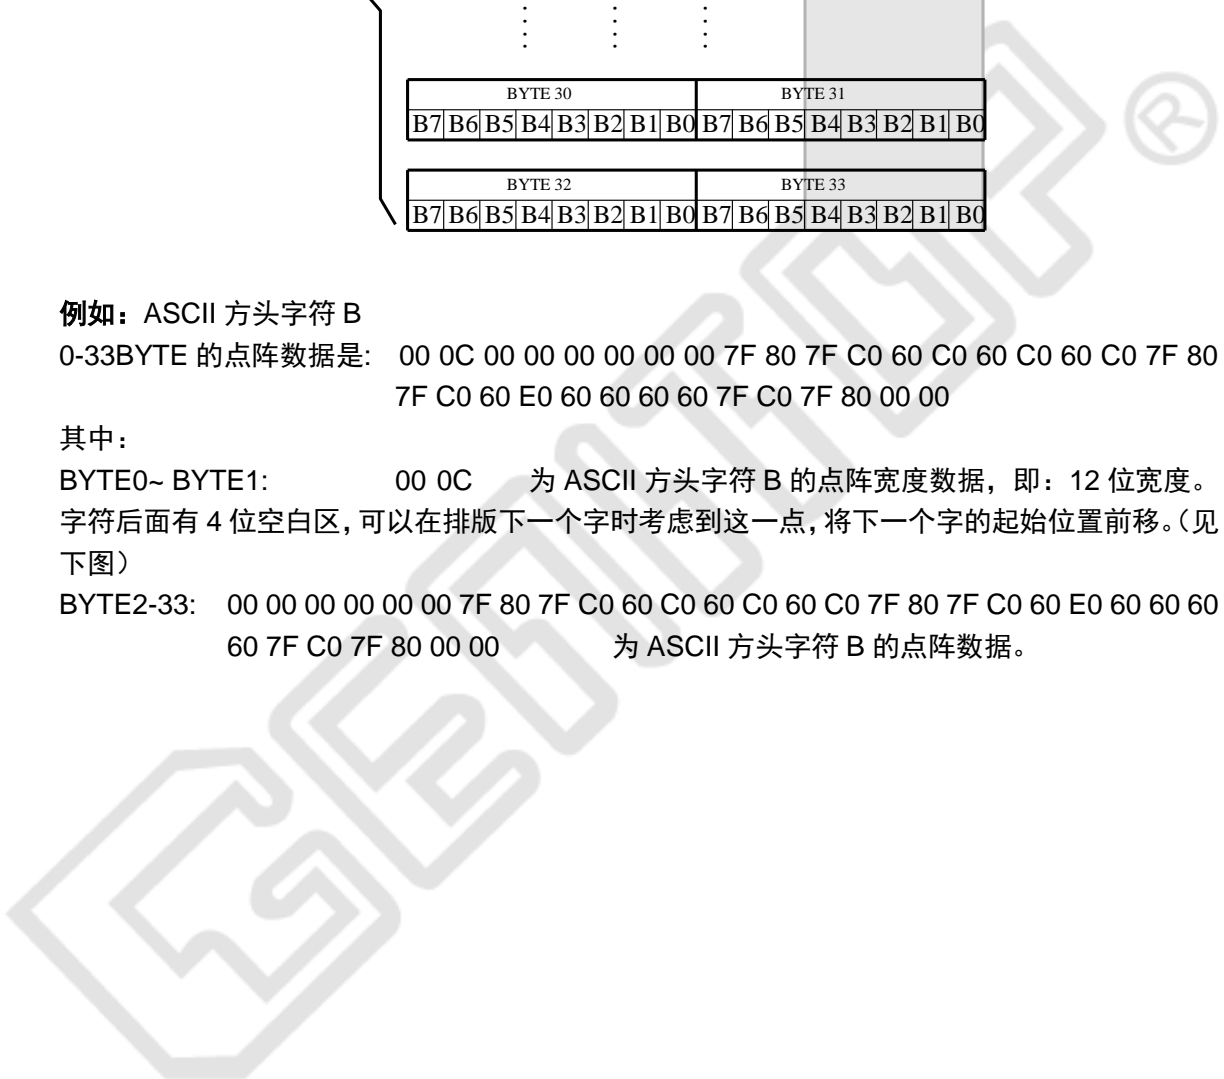 BYTE 30 BYTE 31
B7 B6 B5 B4 B3 B2 B1 B0 B7 B6 B5 B4 B3 B2 B1 B0
BYTE 32 BYTE 33
B7 B6 B5 B4 B3 B2 B1 B0 B7 B6 B5 B4 B3 B2 B1 B0
例如：ASCII 方头字符 B
0-33BYTE 的点阵数据是: 00 0C 00 00 00 00 00 00 7F 80 7F C0 60 C0 60 C0 60 C0 7F 80
7F C0 60 E0 60 60 60 60 7F C0 7F 80 00 00
其中：
BYTE0~ BYTE1: 00 0C 为 ASCII 方头字符 B 的点阵宽度数据，即：12 位宽度。
字符后面有 4 位空白区，可以在排版下一个字时考虑到这一点，将下一个字的起始位置前移。（见
下图）
BYTE2-33: 00 00 00 00 00 00 7F 80 7F C0 60 C0 60 C0 60 C0 7F 80 7F C0 60 E0 60 60 60
60 7F C0 7F 80 00 00 为 ASCII 方头字符 B 的点阵数据。
GENITOP®